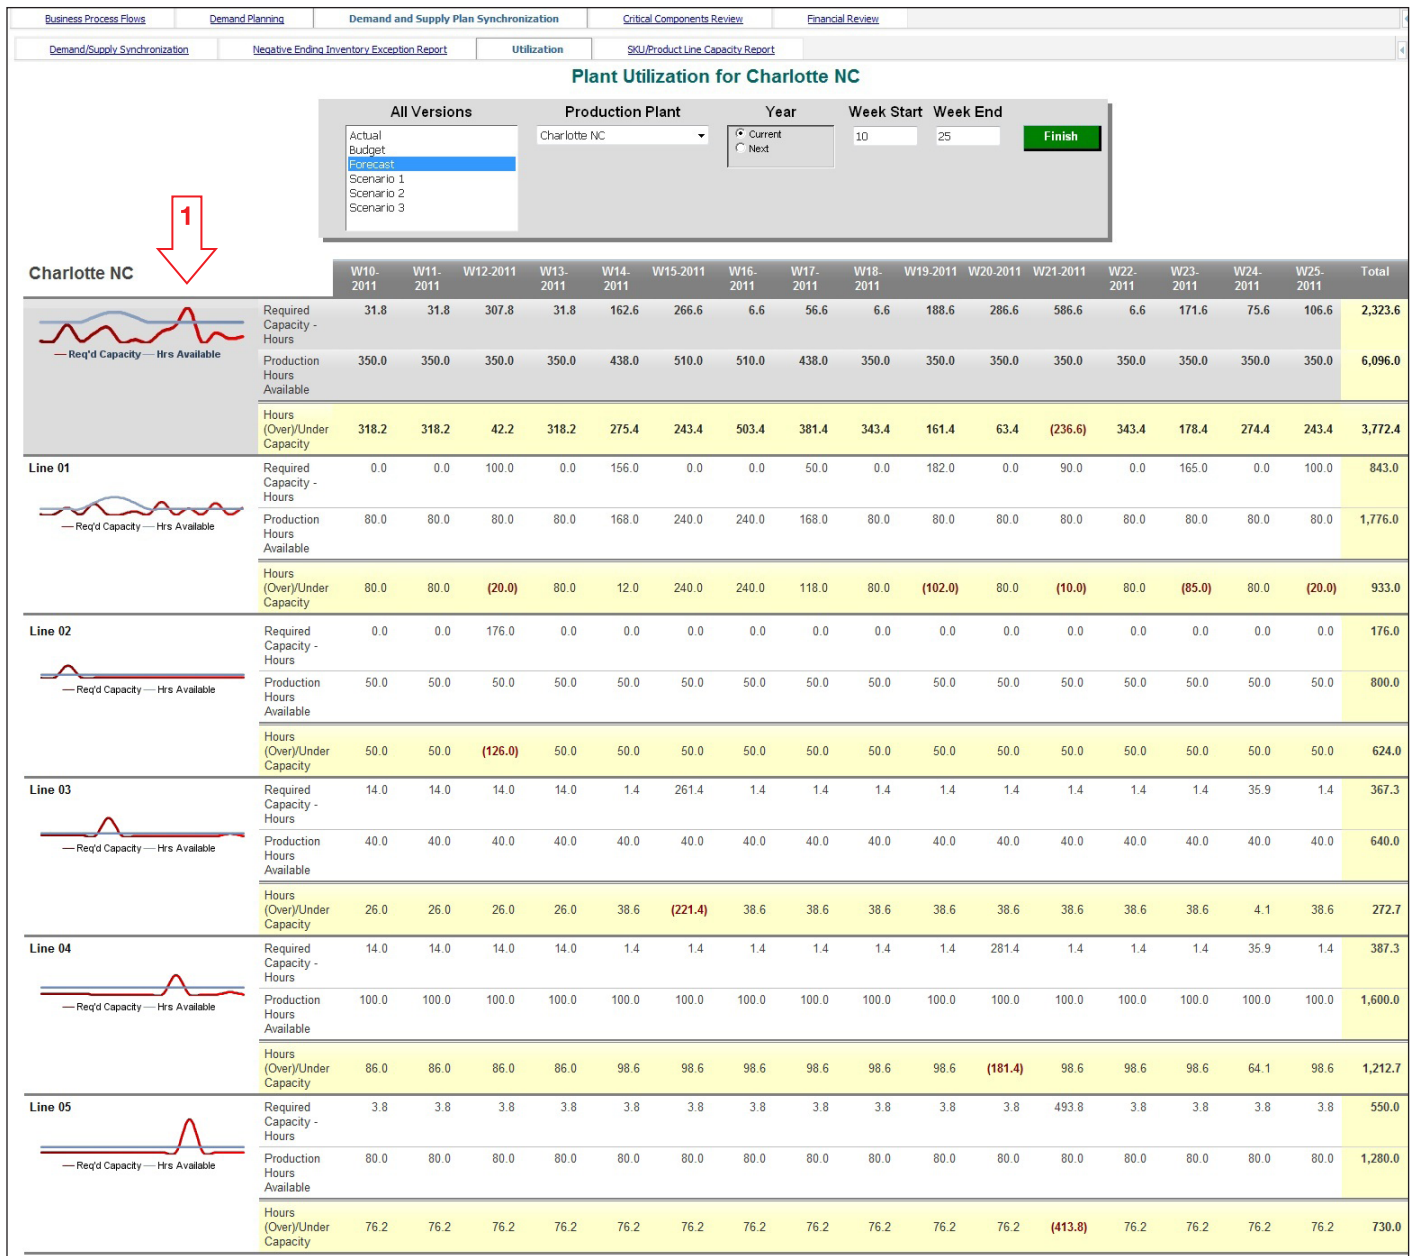 Business Process Flows Demand Planning Demand and Supply Plan Synchronization Critical Components Review Financial Review
Demand/Supply Synchronization Negative Ending Inventory Exception Report Utilization SKU/Product Line Capacity Report
Plant Utilization for Charlotte NC
All Versions Production Plant Year Week Start Week End
Actual Charlotte NC Current 10 25 Finish
Budget Next
Forecast
Scenario 1
Scenario 2
Scenario 3
1
Charlotte NC W10-2011 W11-2011 W12-2011 W13-2011 W14-2011 W15-2011 W16-2011 W17-2011 W18-2011 W19-2011 W20-2011 W21-2011 W22-2011 W23-2011 W24-2011 W25-2011 Total
Required Capacity - Hours 31.8 31.8 307.8 31.8 162.6 266.6 6.6 56.6 6.6 188.6 286.6 586.6 6.6 171.6 75.6 106.6 2,323.6
Req'd Capacity Hrs Available
Production Hours Available 350.0 350.0 350.0 350.0 438.0 510.0 510.0 438.0 350.0 350.0 350.0 350.0 350.0 350.0 350.0 350.0 6,096.0
Hours (Over)/Under Capacity 318.2 318.2 42.2 318.2 275.4 243.4 503.4 381.4 343.4 161.4 63.4 (236.6) 343.4 178.4 274.4 243.4 3,772.4
Line 01
Required Capacity - Hours 0.0 0.0 100.0 0.0 156.0 0.0 0.0 50.0 0.0 182.0 0.0 90.0 0.0 165.0 0.0 100.0 843.0
Req'd Capacity Hrs Available
Production Hours Available 80.0 80.0 80.0 80.0 168.0 240.0 240.0 168.0 80.0 80.0 80.0 80.0 80.0 80.0 80.0 80.0 1,776.0
Hours (Over)/Under Capacity 80.0 80.0 (20.0) 80.0 12.0 240.0 240.0 118.0 80.0 (102.0) 80.0 (10.0) 80.0 (85.0) 80.0 (20.0) 933.0
Line 02
Required Capacity - Hours 0.0 0.0 176.0 0.0 0.0 0.0 0.0 0.0 0.0 0.0 0.0 0.0 0.0 0.0 0.0 0.0 176.0
Req'd Capacity Hrs Available
Production Hours Available 50.0 50.0 50.0 50.0 50.0 50.0 50.0 50.0 50.0 50.0 50.0 50.0 50.0 50.0 50.0 50.0 800.0
Hours (Over)/Under Capacity 50.0 50.0 (126.0) 50.0 50.0 50.0 50.0 50.0 50.0 50.0 50.0 50.0 50.0 50.0 50.0 50.0 624.0
Line 03
Required Capacity - Hours 14.0 14.0 14.0 14.0 1.4 261.4 1.4 1.4 1.4 1.4 1.4 1.4 1.4 1.4 35.9 1.4 367.3
Req'd Capacity Hrs Available
Production Hours Available 40.0 40.0 40.0 40.0 40.0 40.0 40.0 40.0 40.0 40.0 40.0 40.0 40.0 40.0 40.0 40.0 640.0
Hours (Over)/Under Capacity 26.0 26.0 26.0 26.0 38.6 (221.4) 38.6 38.6 38.6 38.6 38.6 38.6 38.6 38.6 4.1 38.6 272.7
Line 04
Required Capacity - Hours 14.0 14.0 14.0 14.0 1.4 1.4 1.4 1.4 1.4 1.4 281.4 1.4 1.4 1.4 35.9 1.4 387.3
Req'd Capacity Hrs Available
Production Hours Available 100.0 100.0 100.0 100.0 100.0 100.0 100.0 100.0 100.0 100.0 100.0 100.0 100.0 100.0 100.0 100.0 1,600.0
Hours (Over)/Under Capacity 86.0 86.0 86.0 86.0 98.6 98.6 98.6 98.6 98.6 98.6 (181.4) 98.6 98.6 98.6 64.1 98.6 1,212.7
Line 05
Required Capacity - Hours 3.8 3.8 3.8 3.8 3.8 3.8 3.8 3.8 3.8 3.8 3.8 493.8 3.8 3.8 3.8 3.8 550.0
Req'd Capacity Hrs Available
Production Hours Available 80.0 80.0 80.0 80.0 80.0 80.0 80.0 80.0 80.0 80.0 80.0 80.0 80.0 80.0 80.0 80.0 1,280.0
Hours (Over)/Under Capacity 76.2 76.2 76.2 76.2 76.2 76.2 76.2 76.2 76.2 76.2 76.2 (413.8) 76.2 76.2 76.2 76.2 730.0